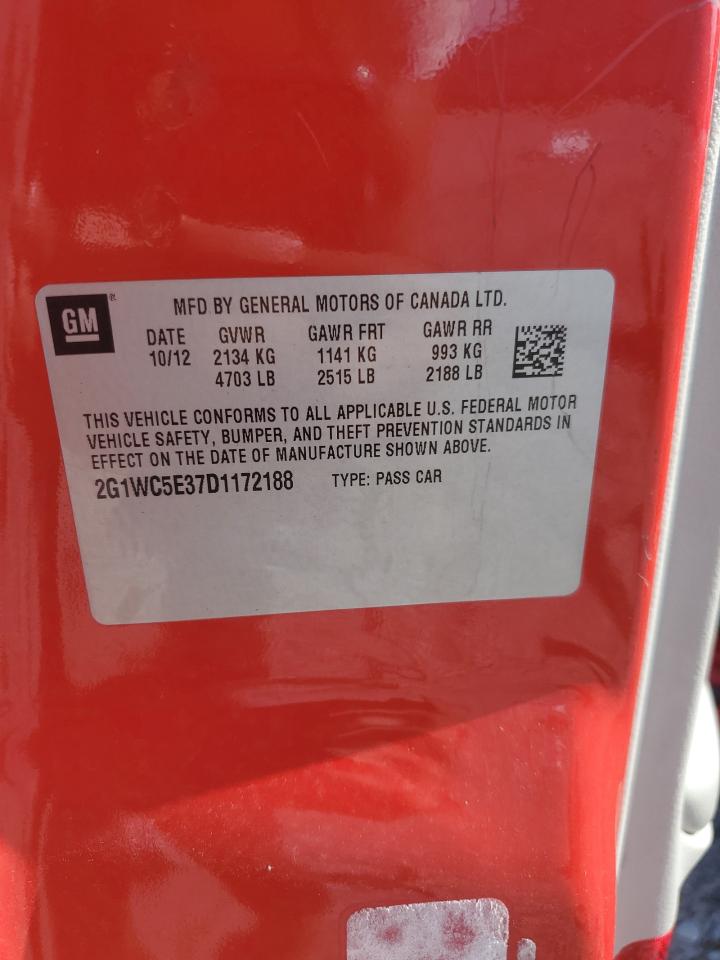 GM®
MFD BY GENERAL MOTORS OF CANADA LTD.
DATE GVWR GAWR FRT GAWR RR
10/12 2134 KG 1141 KG 993 KG
4703 LB 2515 LB 2188 LB
THIS VEHICLE CONFORMS TO ALL APPLICABLE U.S. FEDERAL MOTOR
VEHICLE SAFETY, BUMPER, AND THEFT PREVENTION STANDARDS IN
EFFECT ON THE DATE OF MANUFACTURE SHOWN ABOVE.
2G1WC5E37D1172188 TYPE: PASS CAR